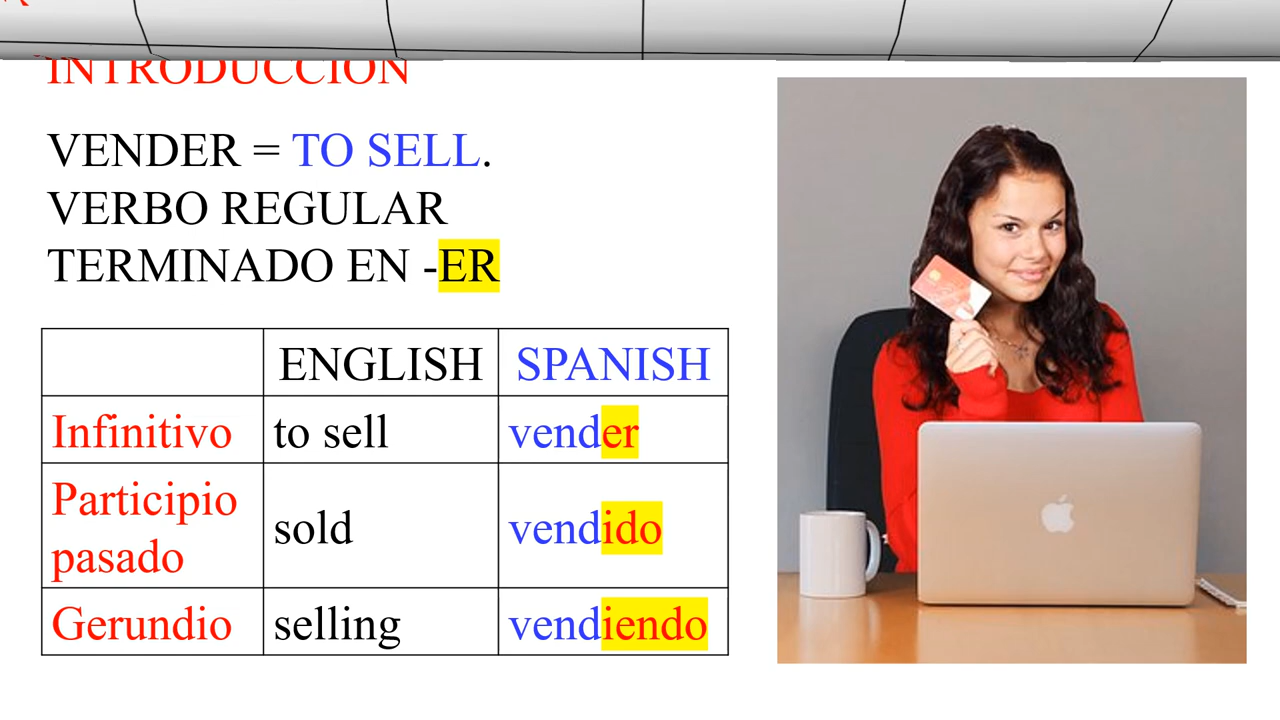 INTRODUCCIÓN
VENDER = TO SELL.
VERBO REGULAR
TERMINADO EN -ER
ENGLISH SPANISH
Infinitivo to sell vender
Participio pasado sold vendido
Gerundio selling vendiendo